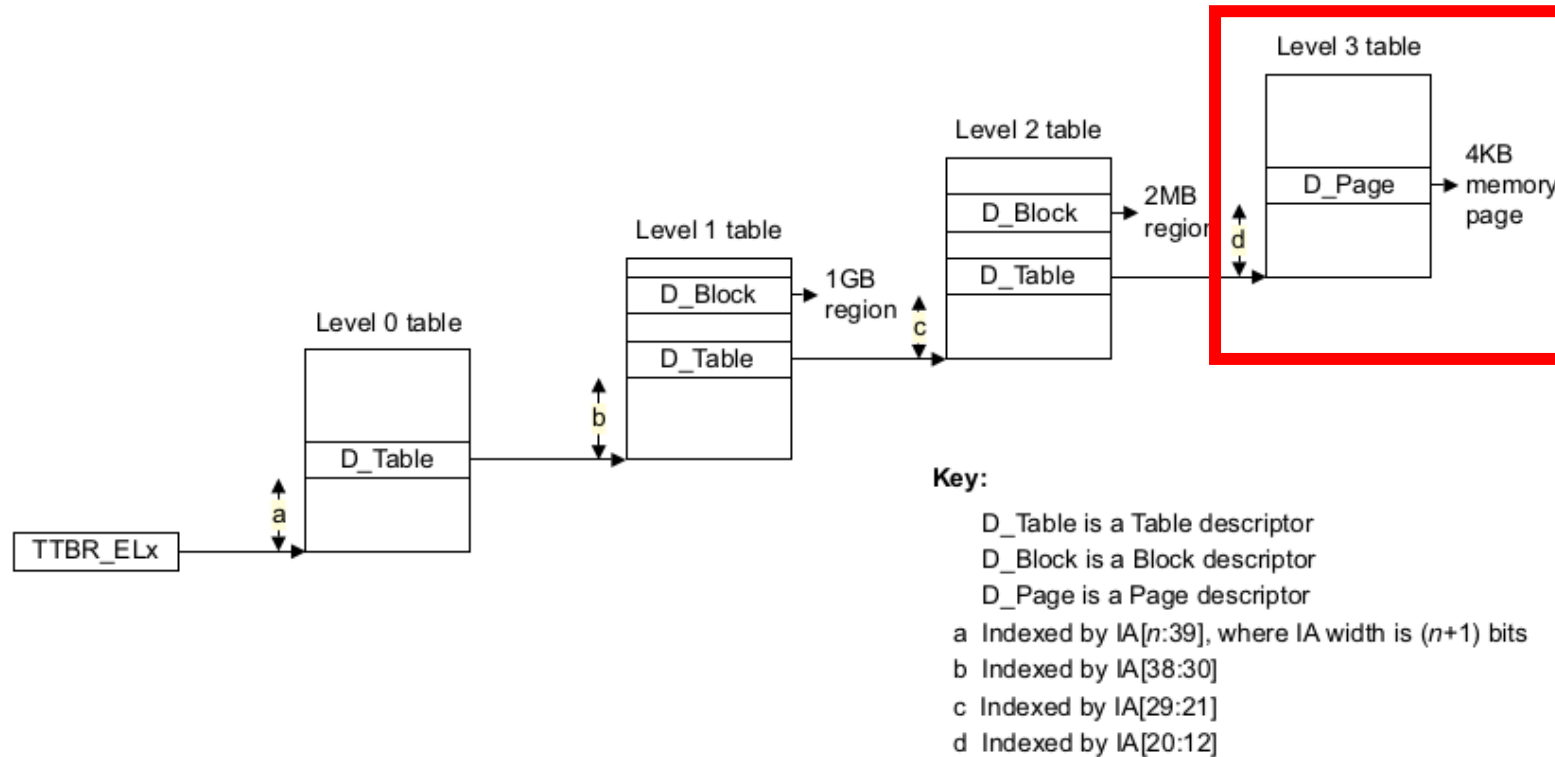 Level 3 table
Level 2 table
D_Page
4KB
memory
page
D_Block
2MB
region
d
Level 1 table
D_Table
D_Block
1GB
region
c
Level 0 table
D_Table
b
D_Table
a
TTBR_ELx
Key:
D_Table is a Table descriptor
D_Block is a Block descriptor
D_Page is a Page descriptor
a Indexed by IA[n:39], where IA width is (n+1) bits
b Indexed by IA[38:30]
c Indexed by IA[29:21]
d Indexed by IA[20:12]